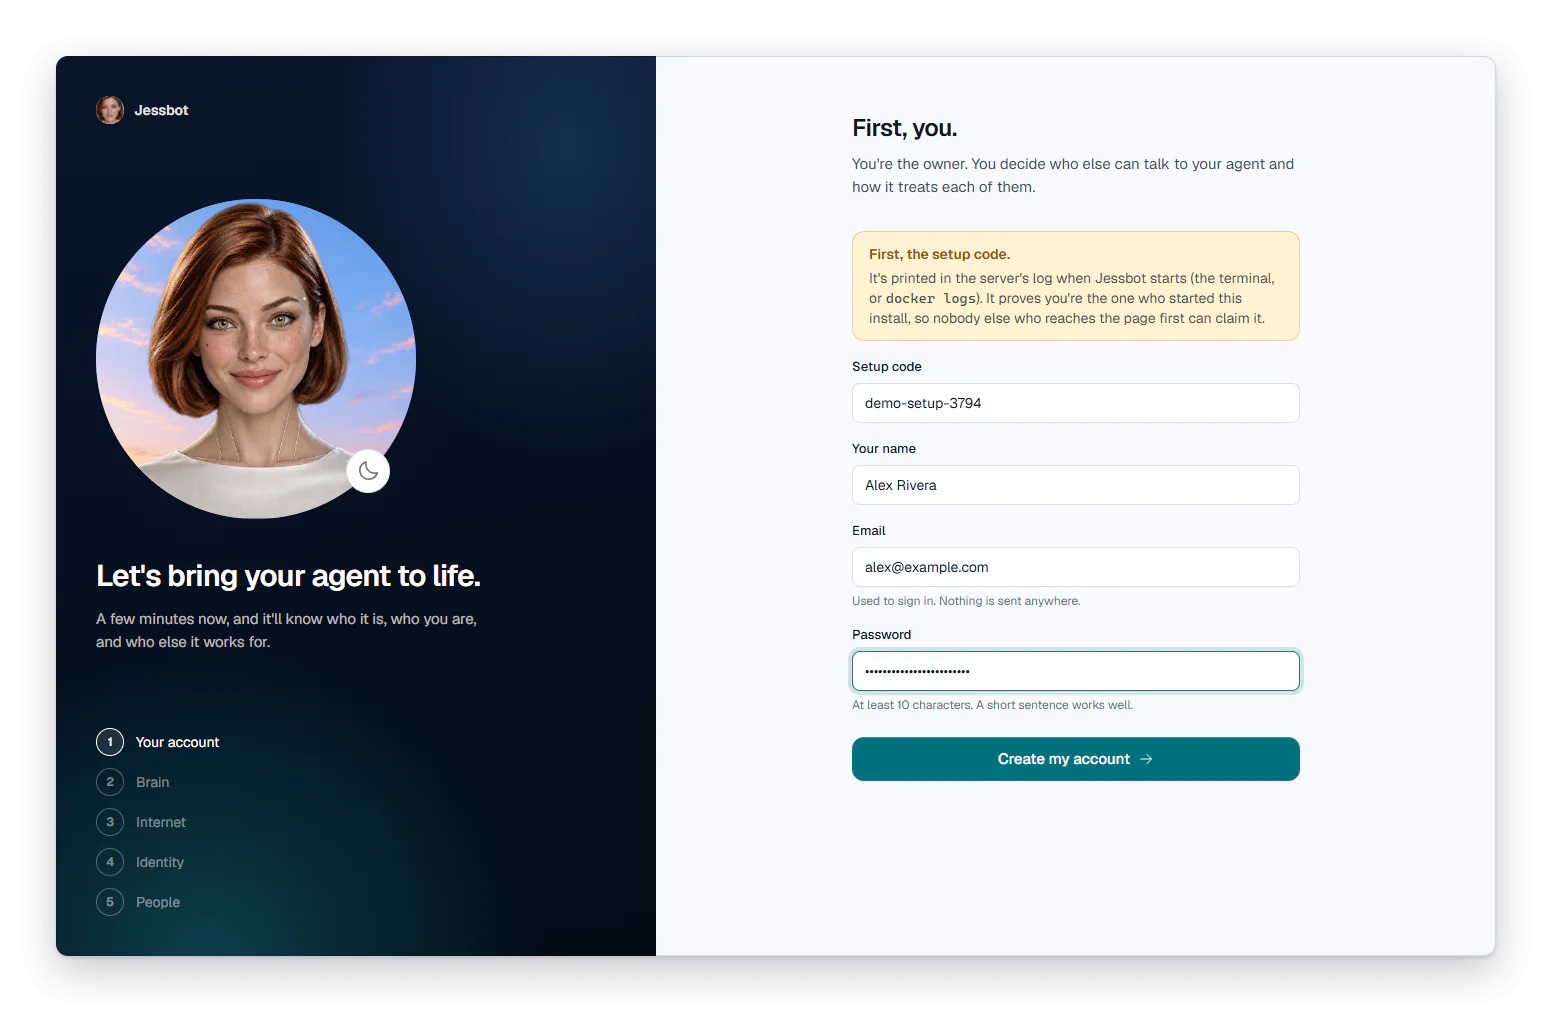 Jessbot
Let's bring your agent to life.
A few minutes now, and it'll know who it is, who you are,
and who else it works for.
1 Your account
2 Brain
3 Internet
4 Identity
5 People
First, you.
You're the owner. You decide who else can talk to your agent and
how it treats each of them.
First, the setup code.
It's printed in the server's log when Jessbot starts (the terminal,
or docker logs). It proves you're the one who started this
install, so nobody else who reaches the page first can claim it.
Setup code
demo-setup-3794
Your name
Alex Rivera
Email
alex@example.com
Used to sign in. Nothing is sent anywhere.
Password
••••••••••••••••••••••••
At least 10 characters. A short sentence works well.
Create my account →